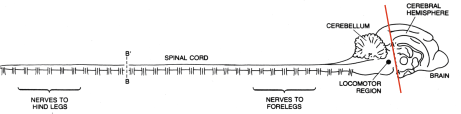 CEREBRAL
HEMISPHERE
CEREBELLUM
B'
SPINAL CORD
B
LOCOMOTOR
REGION
BRAIN
NERVES TO
HIND LEGS
NERVES TO
FORELEGS